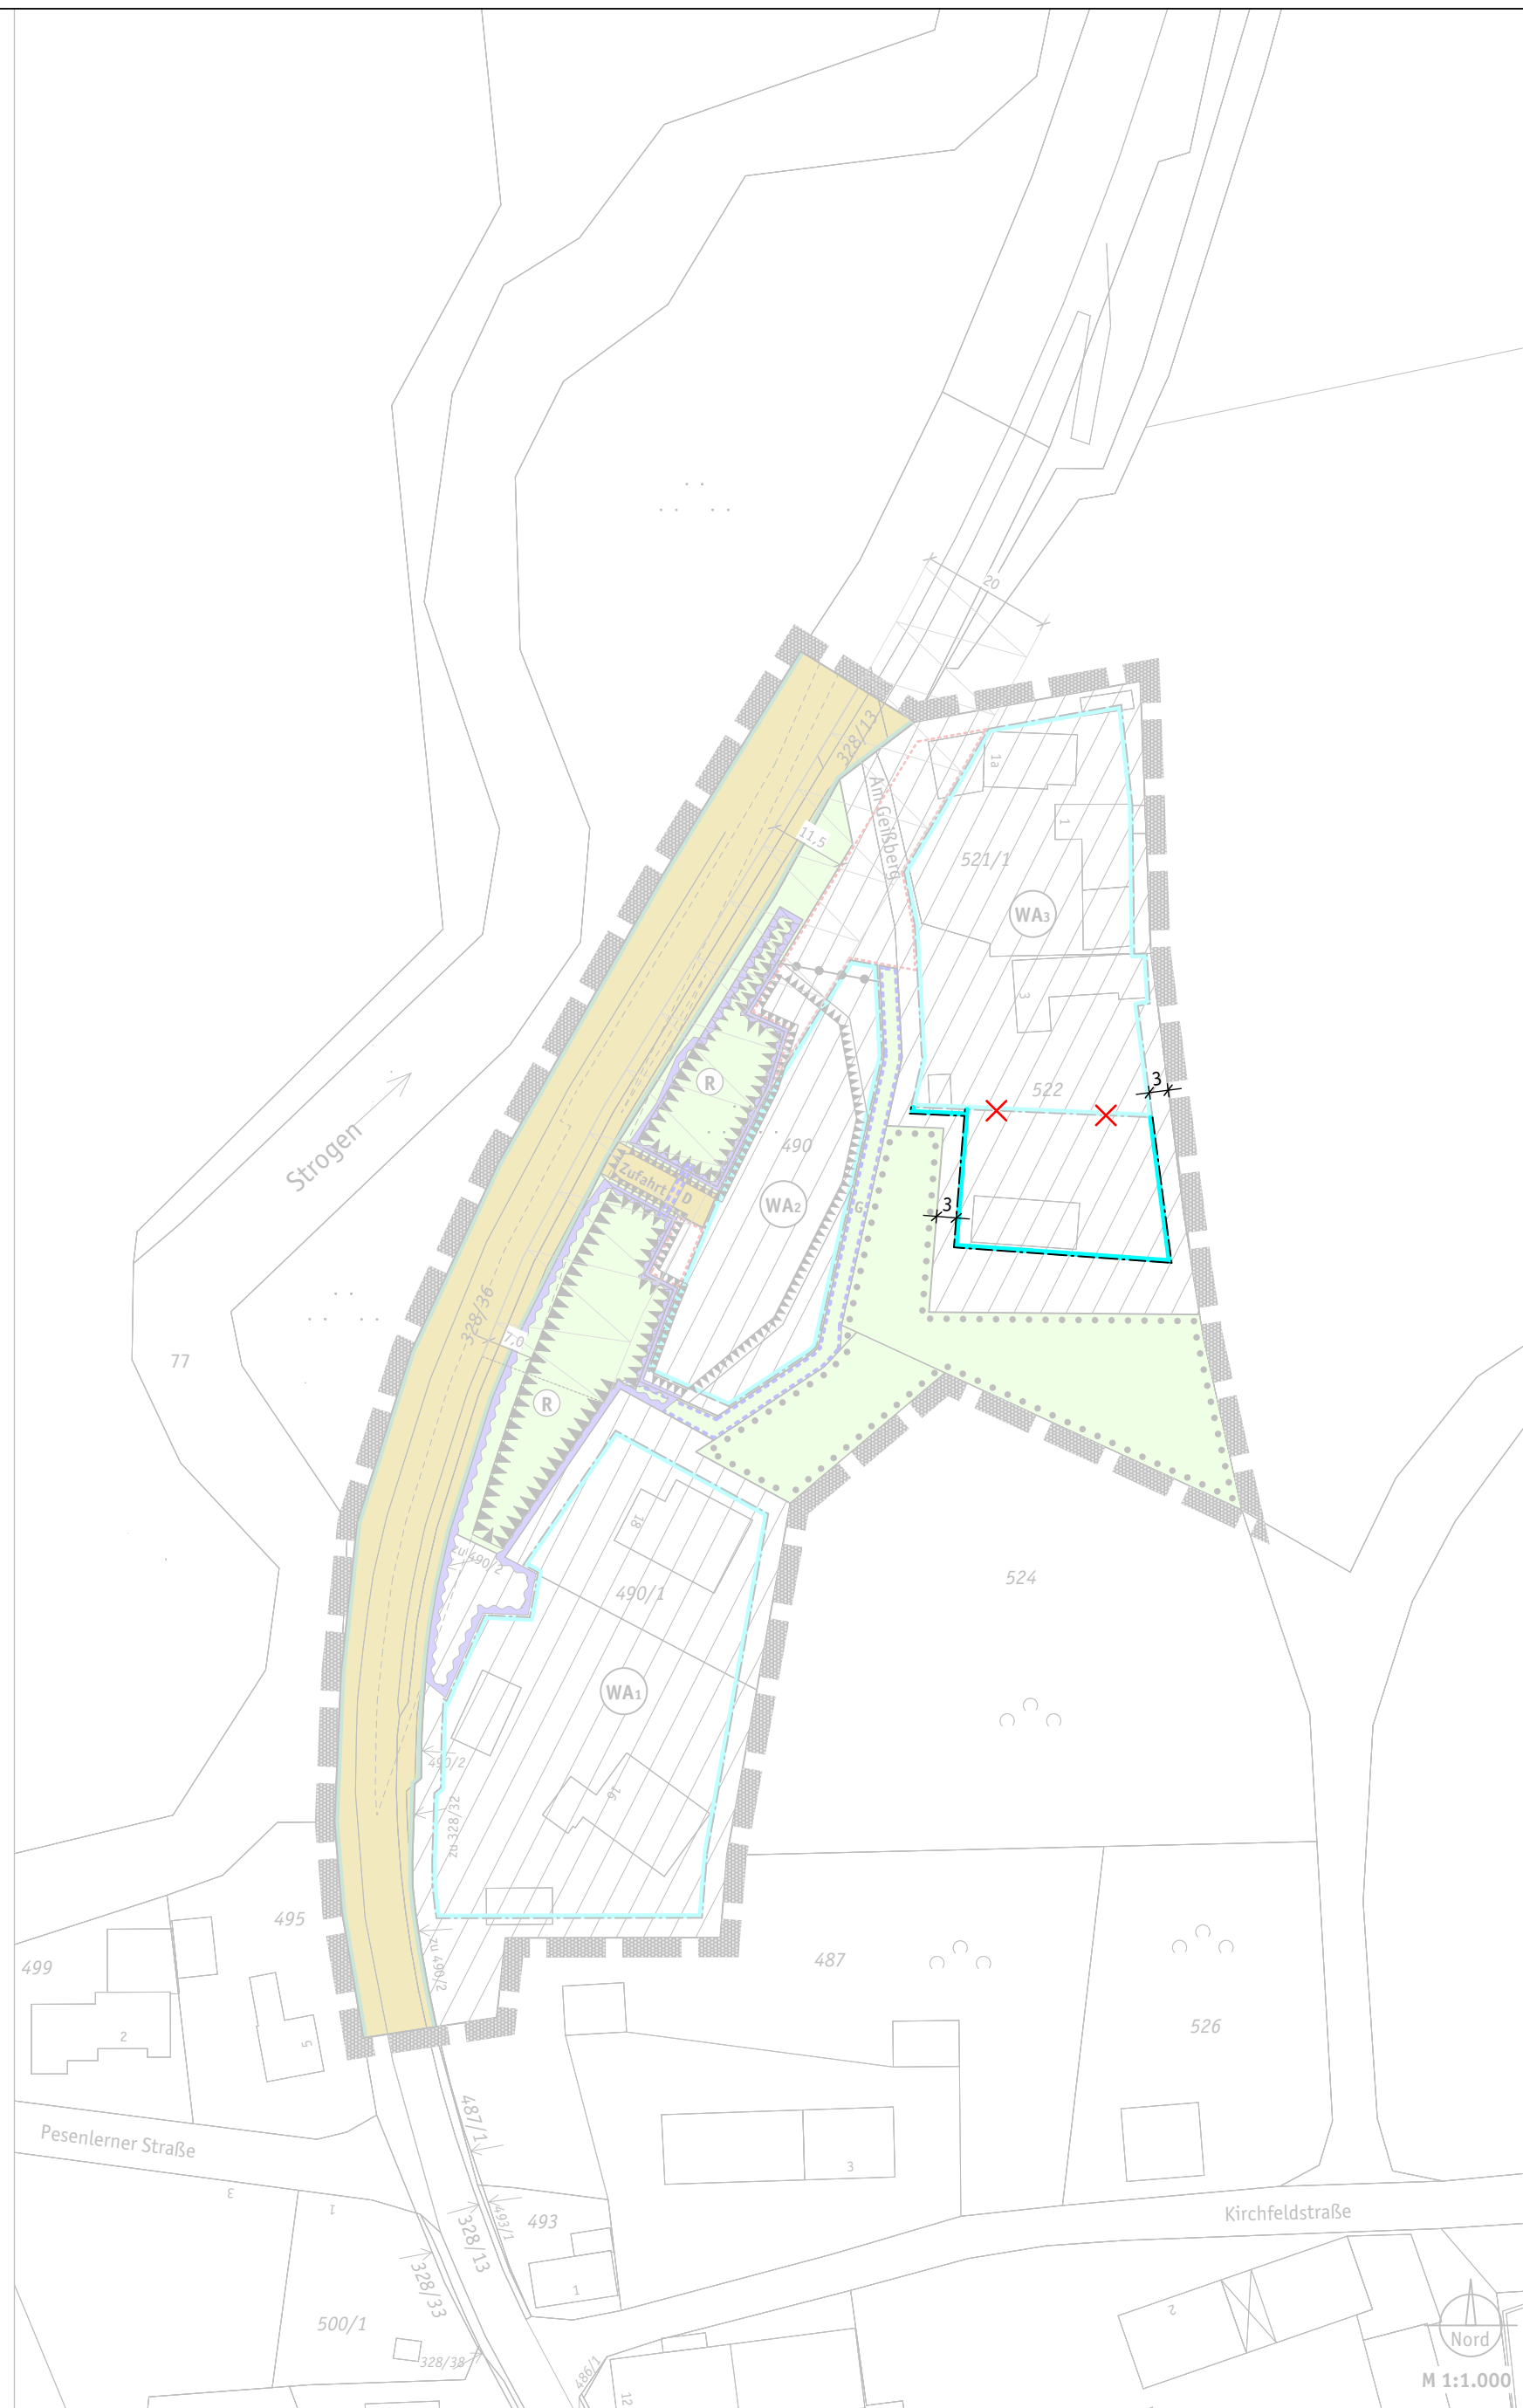 20
328/13
1a
Am Geißberg
11,5
521/1
1
WA3
3
R
3
522
Strogen
490
Zufahrt
D
WA2
G
3
328/36
7,0
77
R
18
zu 490/2
490/1
524
WA1
490/2
16
zu 328/32
495
zu 490/2
487
499
2
5
526
487/1
Pesenlerner Straße
3
3
1
493/1
493
Kirchfeldstraße
328/13
328/33
1
2
500/1
Nord
328/38
486/1
12
M 1:1.000